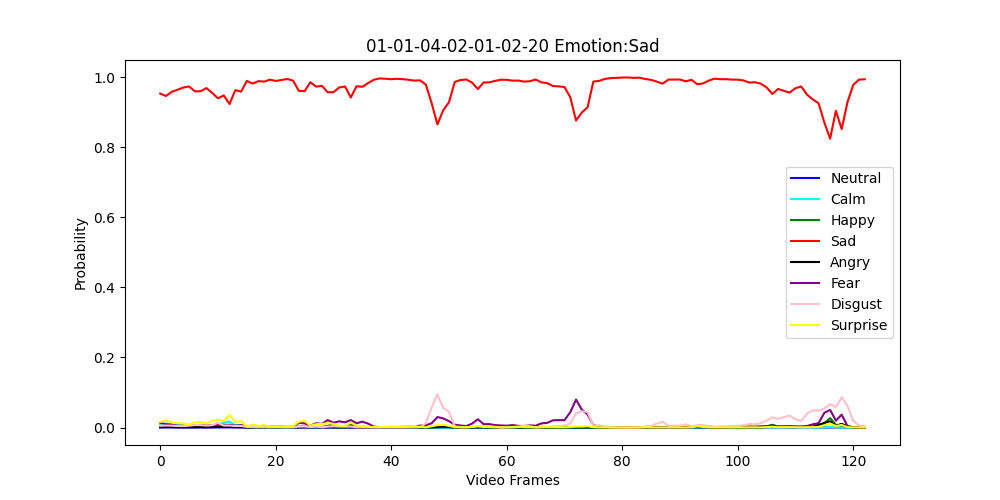 01-01-04-02-01-02-20 Emotion:Sad
1.0
0.8
0.6
0.4
0.2
0.0
Probability
0
20
40
60
80
100
120
Video Frames
Neutral
Calm
Happy
Sad
Angry
Fear
Disgust
Surprise